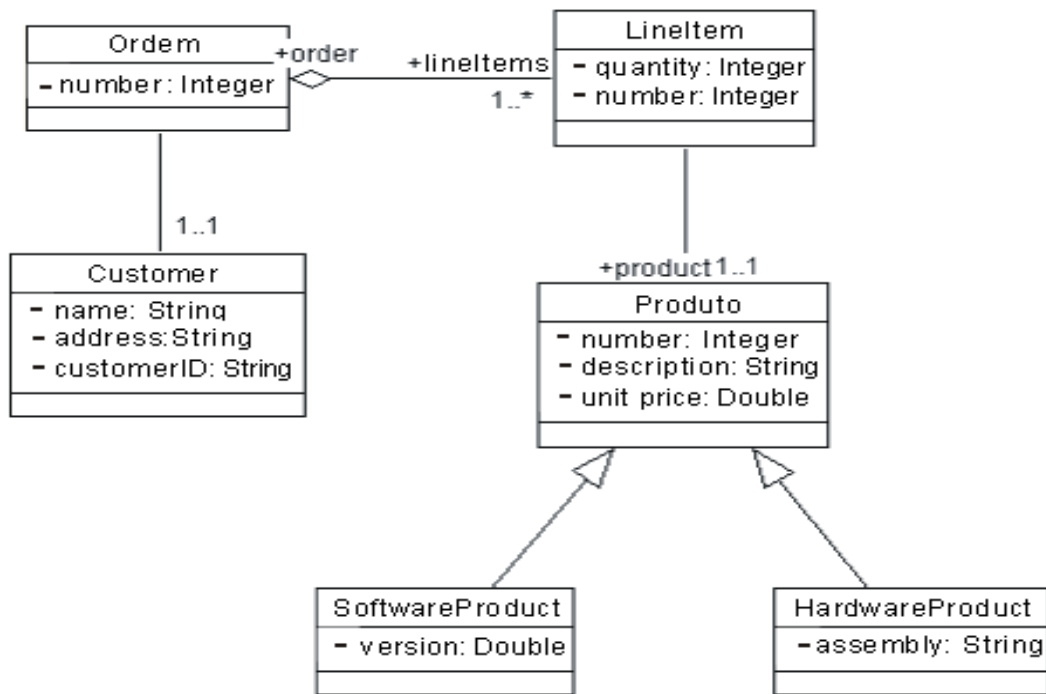 Ordem
- number: Integer
+order
+lineItems
1..*
LineItem
- quantity: Integer
- number: Integer
1..1
Customer
- name: String
- address:String
- customerID: String
+product 1..1
Produto
- number: Integer
- description: String
- unit price: Double
SoftwareProduct
- version: Double
HardwareProduct
- assembly: String